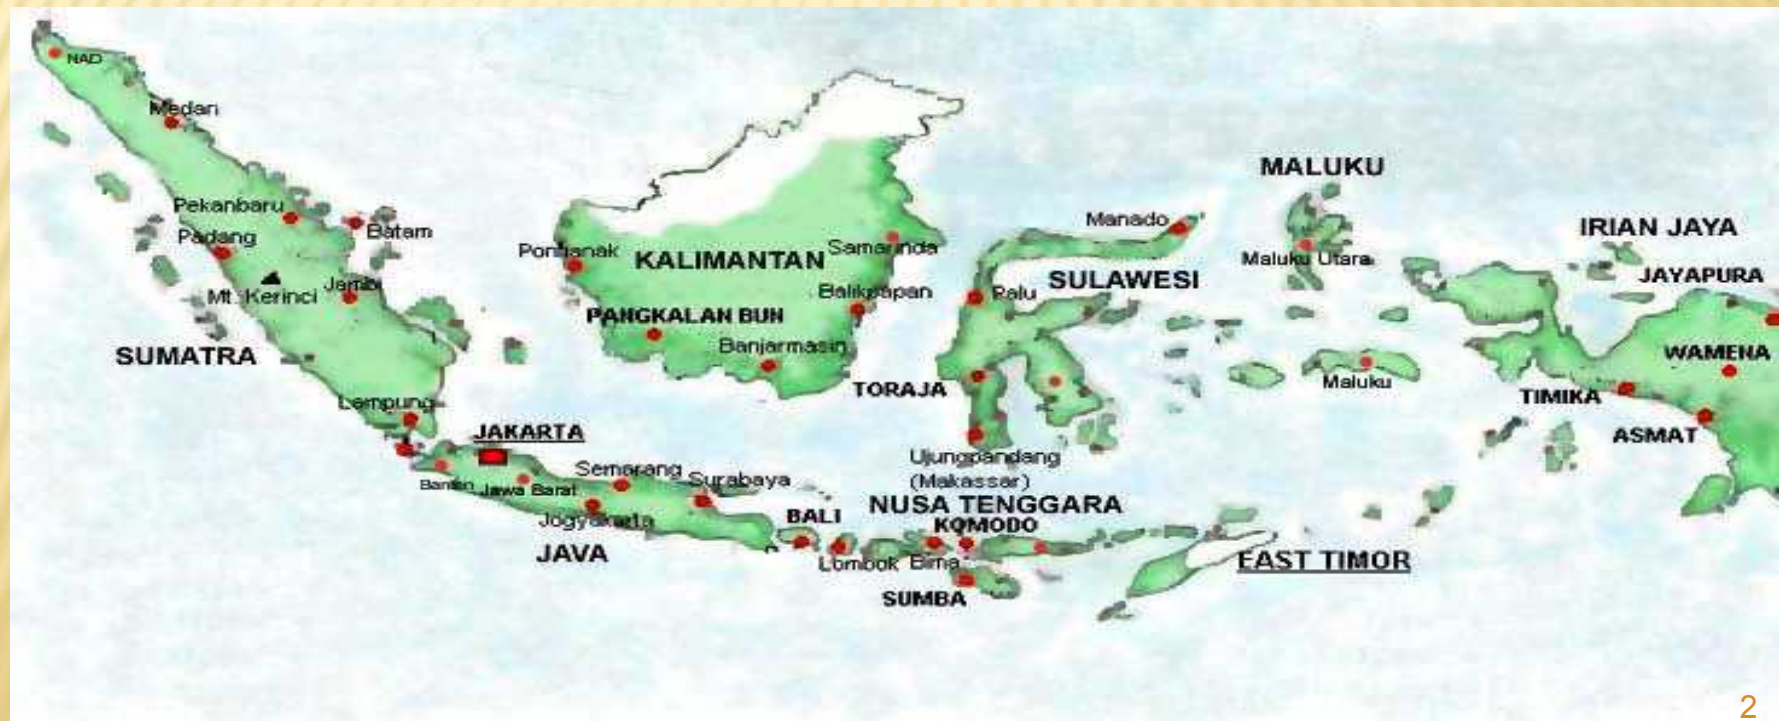 NAD
Medan
MALUKU
Pekanbaru
Batam
Manado
IRIAN JAYA
Padang
Pontianak
KALIMANTAN
Samarinda
Maluku Utara
SULAWESI
JAYAPURA
Mt. Kerinci
Jambi
Balikpapan
Palu
PANGKALAN BUN
Banjarmasin
SUMATRA
WAMENA
TORAJA
Maluku
TIMIKA
Lampung
JAKARTA
ASMAT
Ujungpandang
(Makassar)
Semarang
Surabaya
Banten
Jawa Barat
NUSA TENGGARA
Jogyakarta
BALI
KOMODO
JAVA
Lombok
Bima
EAST TIMOR
SUMBA
2